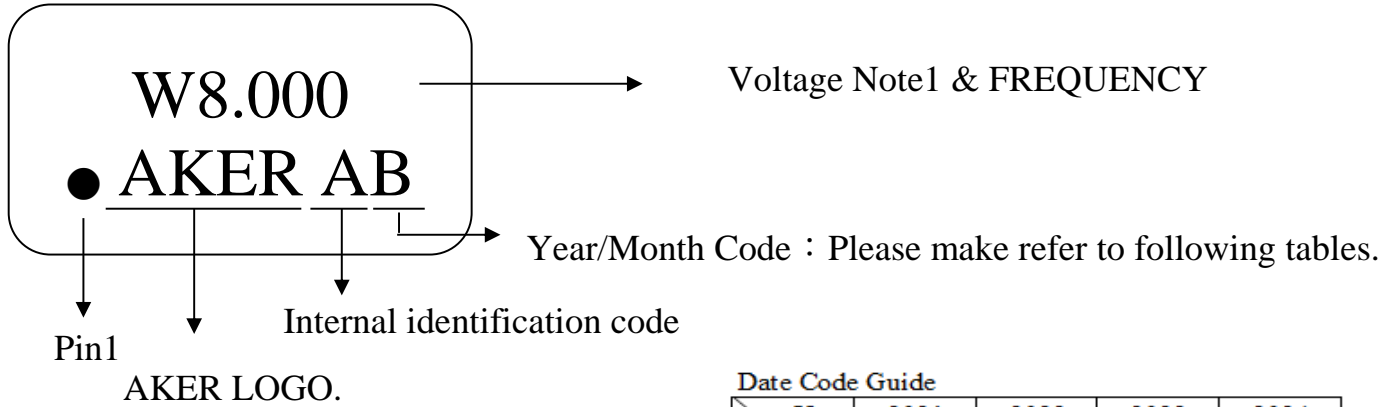 W8.000
Voltage Note1 & FREQUENCY
● AKER AB
Year/Month Code：Please make refer to following tables.
Internal identification code
Pin1
AKER LOGO.
Date Code Guide